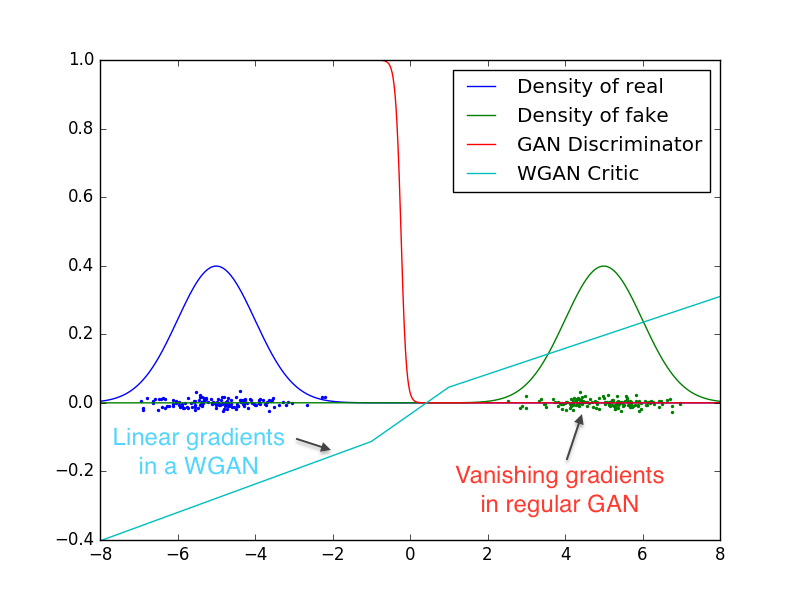 1.0
0.8
0.6
0.4
0.2
0.0
−0.2
−0.4
−8
−6
−4
−2
0
2
4
6
8
Density of real
Density of fake
GAN Discriminator
WGAN Critic
Linear gradients
in a WGAN
Vanishing gradients
in regular GAN